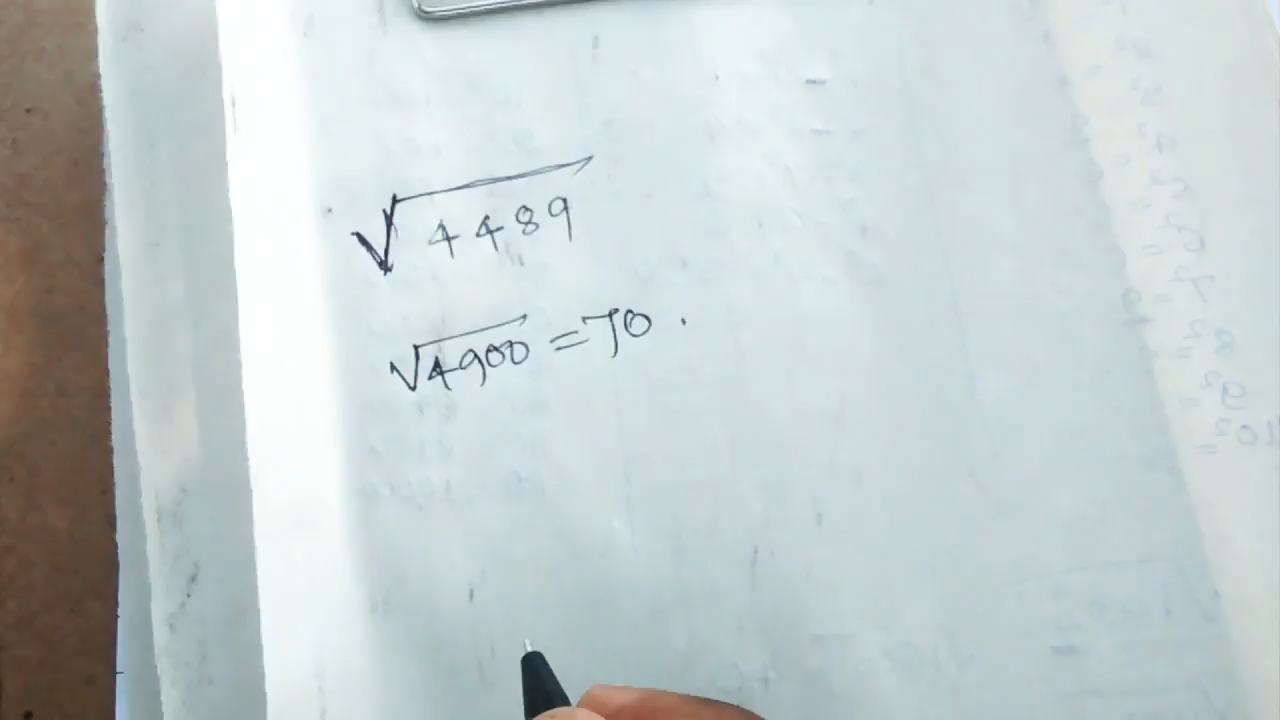 √4489
√4900 = 70.